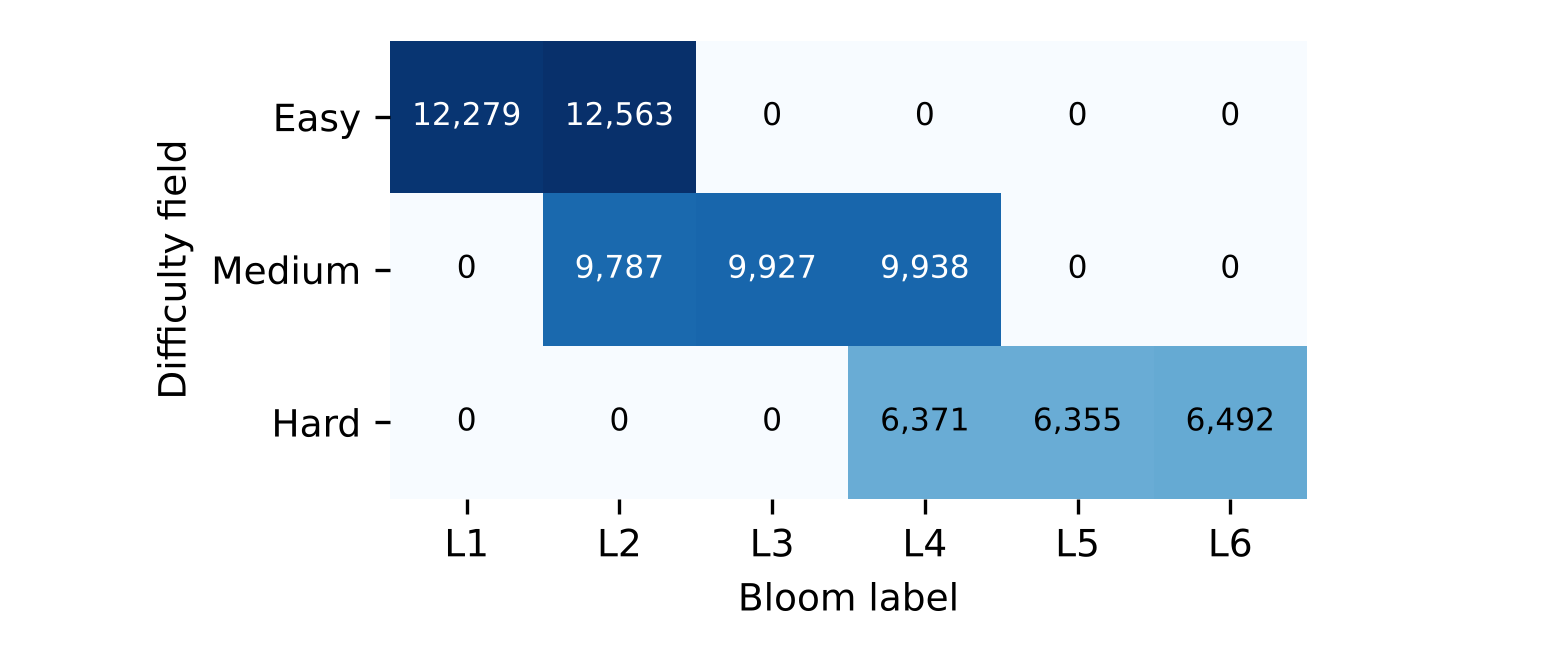 Difficulty field
Easy 12,279 12,563 0 0 0 0
Medium 0 9,787 9,927 9,938 0 0
Hard 0 0 0 6,371 6,355 6,492
L1 L2 L3 L4 L5 L6
Bloom label